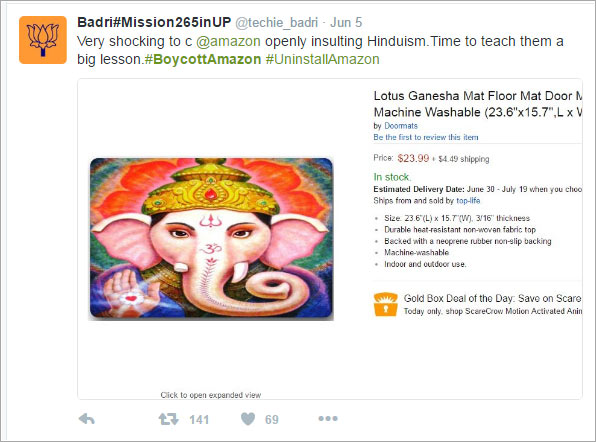 Badri#Mission265inUP @techie_badri · Jun 5
Very shocking to c @amazon openly insulting Hinduism.Time to teach them a
big lesson.#BoycottAmazon #UninstallAmazon
Lotus Ganesha Mat Floor Mat Door M
Machine Washable (23.6"x15.7",L x W
by Doormats
Be the first to review this item
Price: $23.99 + $4.49 shipping
In stock.
Estimated Delivery Date: June 30 - July 19 when you choo
Ships from and sold by top-life.
• Size: 23.6"(L) x 15.7"(W), 3/16" thickness
• Durable heat-resistant non-woven fabric top
• Backed with a neoprene rubber non-slip backing
• Machine-washable
• Indoor and outdoor use.
Gold Box Deal of the Day: Save on Scare
Today only, shop ScareCrow Motion Activated Anin
ॐ
Click to open expanded view
141 69